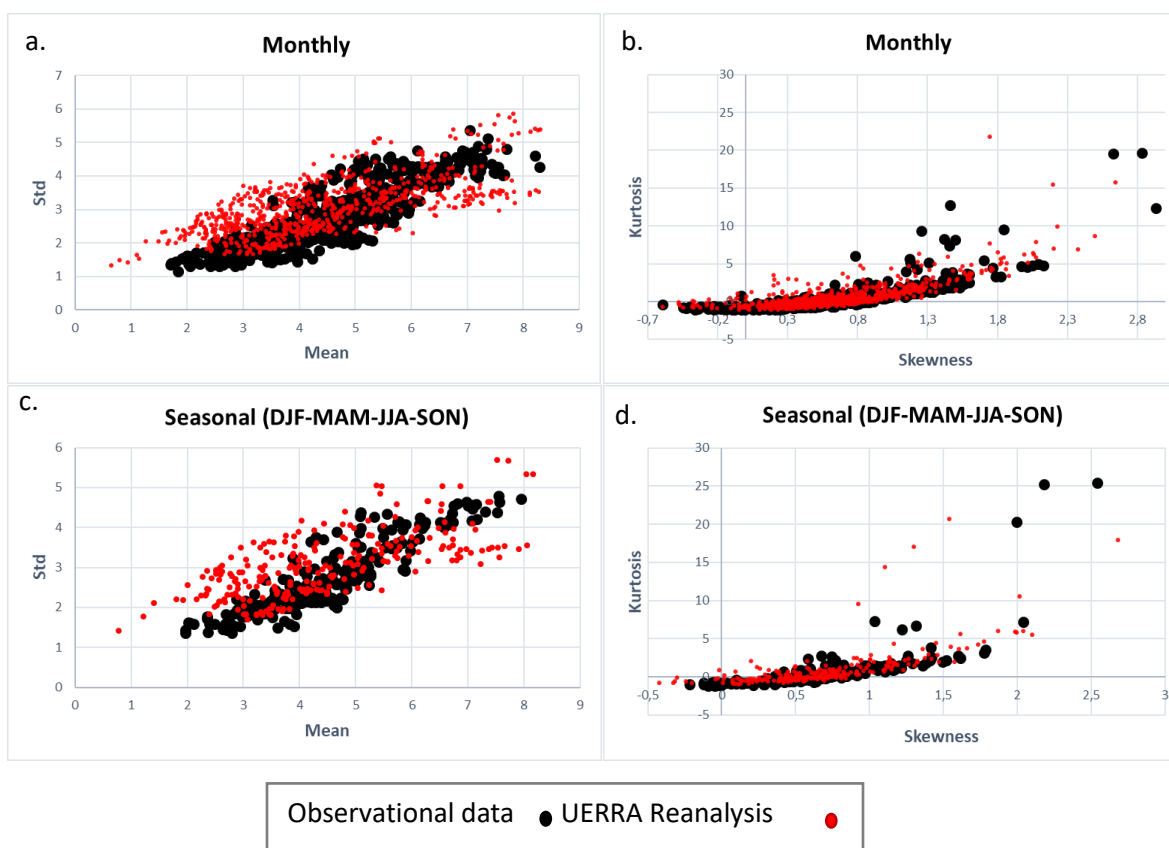 a.
Monthly
7
6
5
4
3
2
1
0
Std
0 1 2 3 4 5 6 7 8 9
Mean
b.
Monthly
30
25
20
15
10
5
0
-5
Kurtosis
-0,7 -0,2 0,3 0,8 1,3 1,8 2,3 2,8
Skewness
c.
Seasonal (DJF-MAM-JJA-SON)
6
5
4
3
2
1
0
Std
0 1 2 3 4 5 6 7 8 9
Mean
d.
Seasonal (DJF-MAM-JJA-SON)
30
25
20
15
10
5
0
-5
Kurtosis
-0,5 0 0,5 1 1,5 2 2,5 3
Skewness
Observational data UERRA Reanalysis